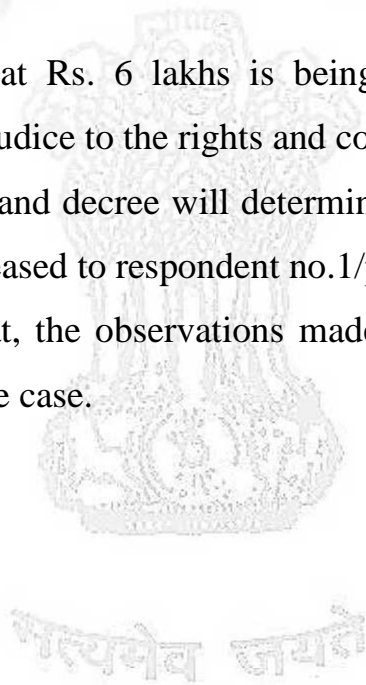 at Rs. 6 lakhs is being
udice to the rights and co
and decree will determin
eased to respondent no.1/
at, the observations made
e case.
सत्यमेव जयते